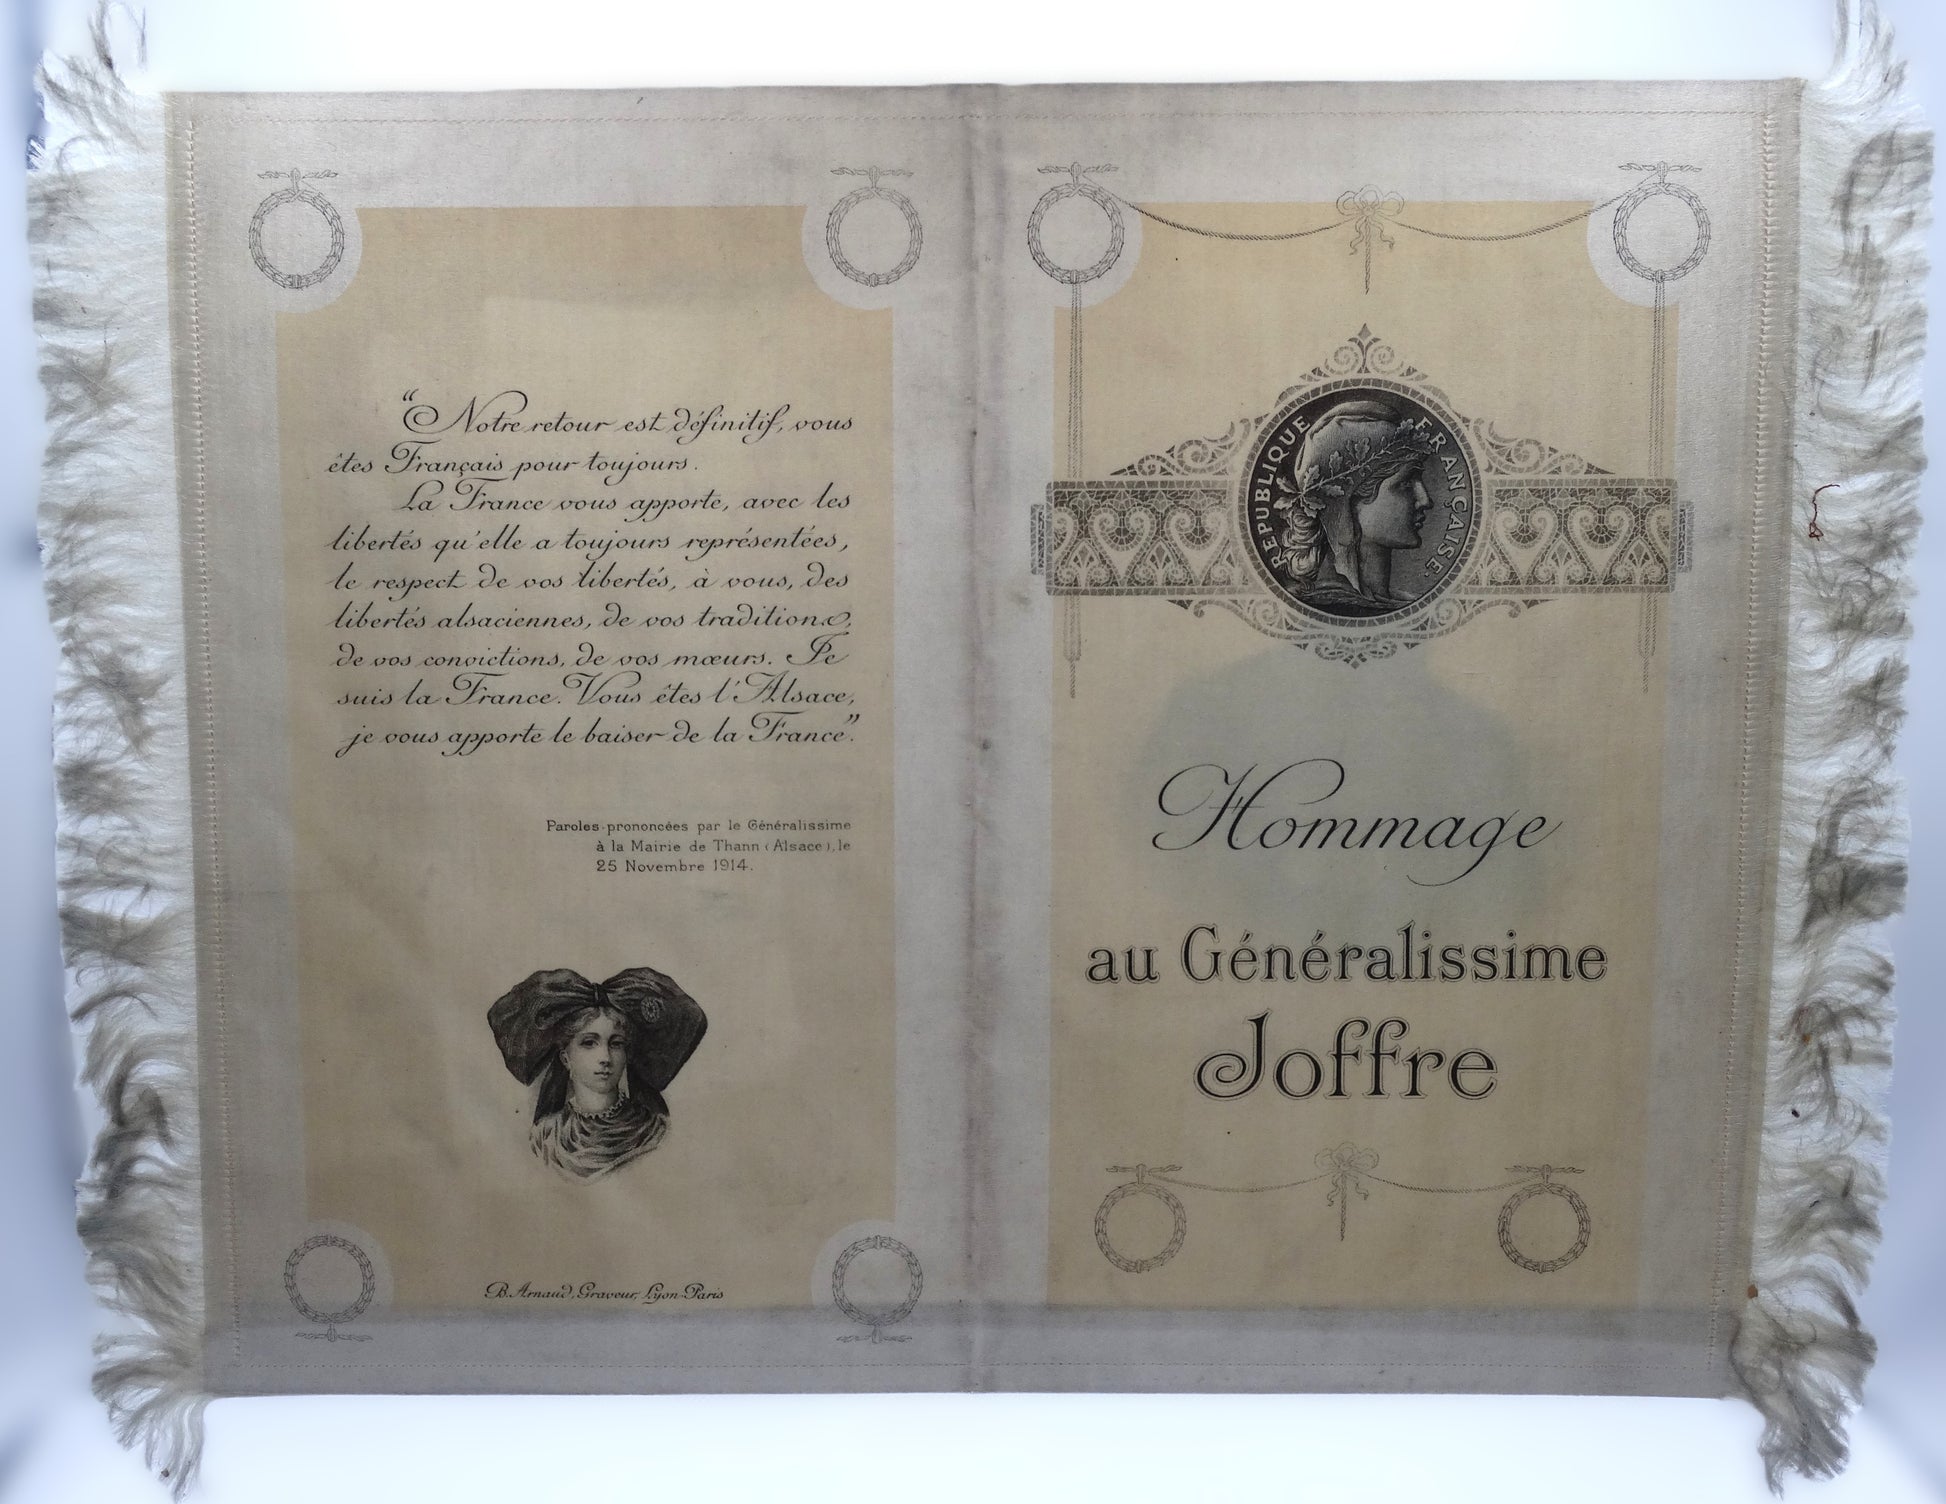 “Notre retour est définitif, vous
êtes Français pour toujours.
La France vous apporte, avec les
libertés qu'elle a toujours représentées,
le respect de vos libertés, à vous, des
libertés alsaciennes, de vos traditions,
de vos convictions, de vos mœurs. Je
suis la France. Vous êtes l'Alsace,
je vous apporte le baiser de la France”.
Paroles prononcées par le Généralissime
à la Mairie de Thann (Alsace), le
25 Novembre 1914.
B. Arnaud, Graveur, Lyon-Paris
REPUBLIQUE FRANÇAISE.
Hommage
au Généralissime
Joffre